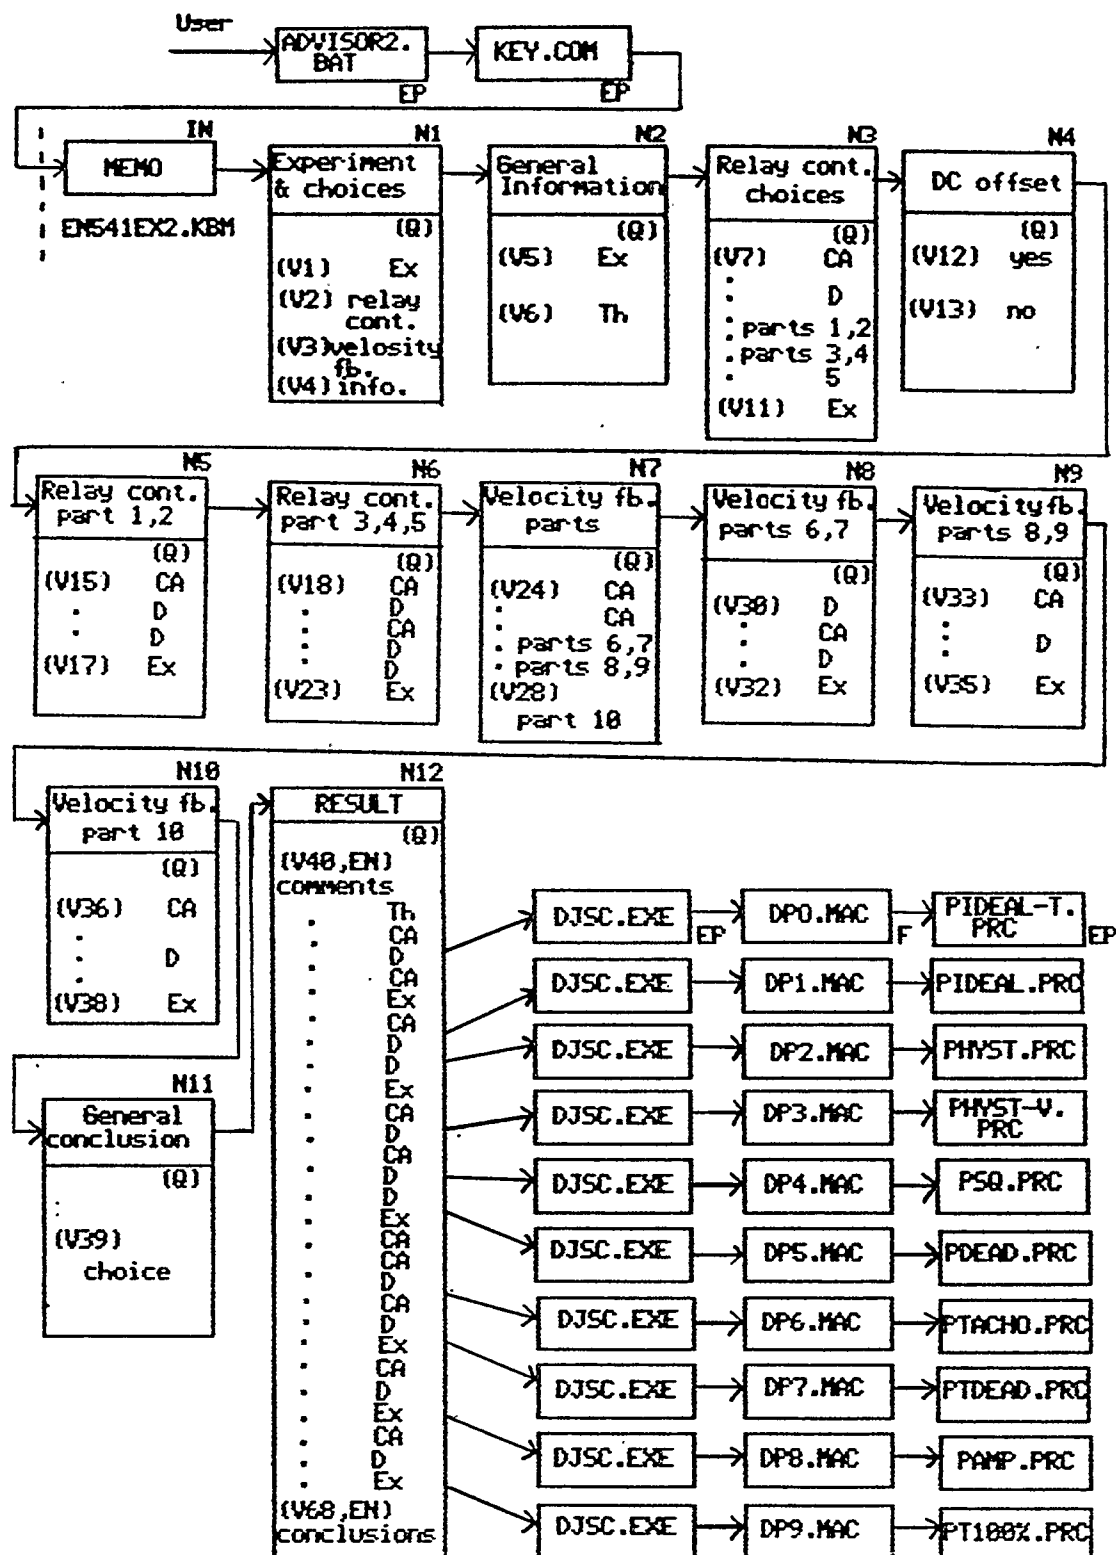 User
ADVISOR2.
BAT
EP
KEY.COM
EP
IN
MEMO
EN541EX2.KBM
N1
Experiment
& choices
(Q)
(V1) Ex
(V2) relay
cont.
(V3)velosity
fb.
(V4) info.
N2
General
Information
(Q)
(V5) Ex
(V6) Th
N3
Relay cont.
choices
(Q)
(V7) CA
. D
. parts 1,2
. parts 3,4
. 5
(V11) Ex
N4
DC offset
(Q)
(V12) yes
(V13) no
N5
Relay cont.
part 1,2
(Q)
(V15) CA
. D
. D
(V17) Ex
N6
Relay cont.
part 3,4,5
(Q)
(V18) CA
. D
. CA
. D
. D
(V23) Ex
N7
Velocity fb.
parts
(Q)
(V24) CA
. CA
. parts 6,7
. parts 8,9
(V28)
part 10
N8
Velocity fb.
parts 6,7
(Q)
(V30) D
. CA
. D
(V32) Ex
N9
Velocity fb.
parts 8,9
(Q)
(V33) CA
.
. D
(V35) Ex
N10
Velocity fb.
part 10
(Q)
(V36) CA
.
. D
.
(V38) Ex
N11
General
conclusion
(Q)
(V39)
choice
N12
RESULT
(Q)
(V40,EN)
comments
. Th
. CA
. D
. CA
. Ex
. CA
. D
. D
. Ex
. CA
. D
. CA
. D
. D
. Ex
. CA
. CA
. D
. CA
. D
. Ex
. CA
. D
. Ex
. CA
. D
. Ex
(V68,EN)
conclusions
DJSC.EXE
EP
DP0.MAC
F
PIDEAL-T.
PRC
EP
DJSC.EXE
DP1.MAC
PIDEAL.PRC
DJSC.EXE
DP2.MAC
PHYST.PRC
DJSC.EXE
DP3.MAC
PHYST-V.
PRC
DJSC.EXE
DP4.MAC
PSQ.PRC
DJSC.EXE
DP5.MAC
PDEAD.PRC
DJSC.EXE
DP6.MAC
PTACHO.PRC
DJSC.EXE
DP7.MAC
PTDEAD.PRC
DJSC.EXE
DP8.MAC
PAMP.PRC
DJSC.EXE
DP9.MAC
PT100%.PRC